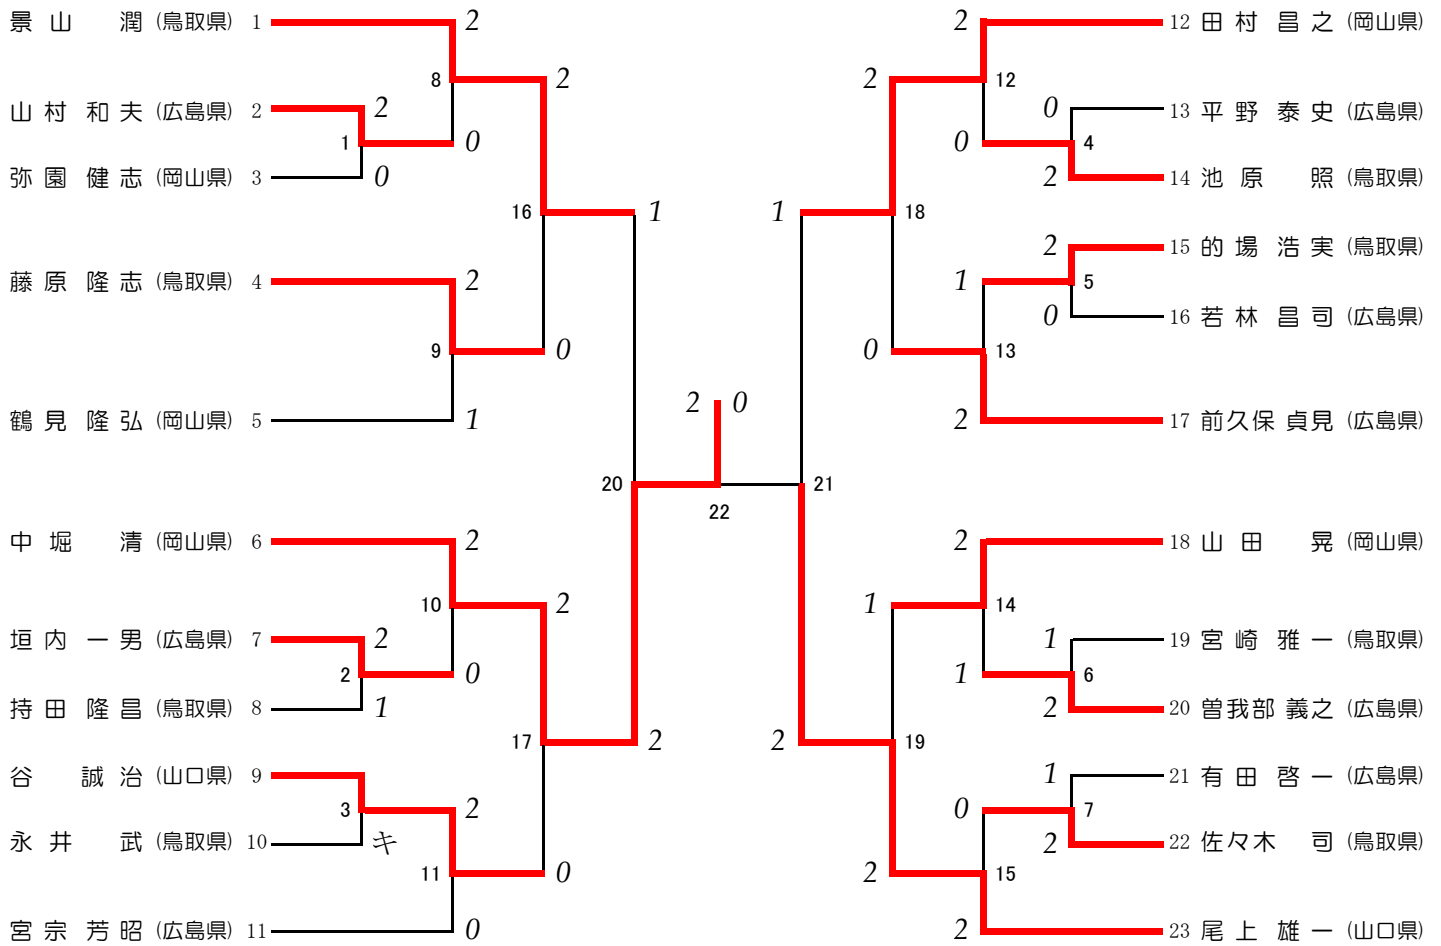 景山 潤 (鳥取県) 1 2 2 12 田村昌之 (岡山県)
8 2 2 12
山村和夫 (広島県) 2 2 0 13 平野泰史 (広島県)
1 0 0 4
弥園健志 (岡山県) 3 0 2 14 池原 照 (鳥取県)
16 1 1 18
2 15 的場浩実 (鳥取県)
藤原隆志 (鳥取県) 4 2 1 5
0 16 若林昌司 (広島県)
9 0 0 13
2 0
鶴見隆弘 (岡山県) 5 1 2 17 前久保貞見 (広島県)
20 21
22
中堀 清 (岡山県) 6 2 2 18 山田 晃 (岡山県)
10 2 1 14
垣内一男 (広島県) 7 2 1 19 宮崎雅一 (鳥取県)
2 0 1 6
持田隆昌 (鳥取県) 8 1 2 20 曽我部義之 (広島県)
17 2 2 19
谷 誠治 (山口県) 9 1 21 有田啓一 (広島県)
3 2 0 7
永井 武 (鳥取県) 10 キ 2 22 佐々木 司 (鳥取県)
11 0 2 15
宮宗芳昭 (広島県) 11 0 2 23 尾上雄一 (山口県)